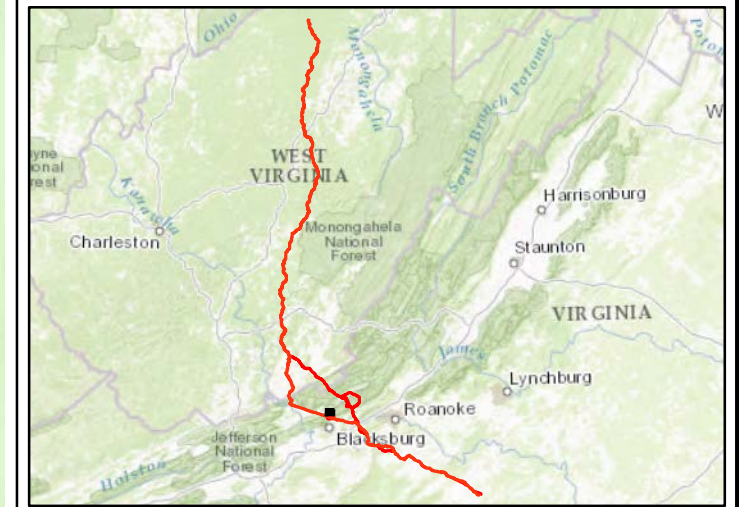 Ohio
Monongahela
South Branch Potomac
WEST
VIRGINIA
Kanawha
Harrisonburg
Charleston
Monongahela
National
Forest
Staunton
VIRGINIA
James
Lynchburg
Roanoke
Blacksburg
Jefferson
National
Forest
Holston